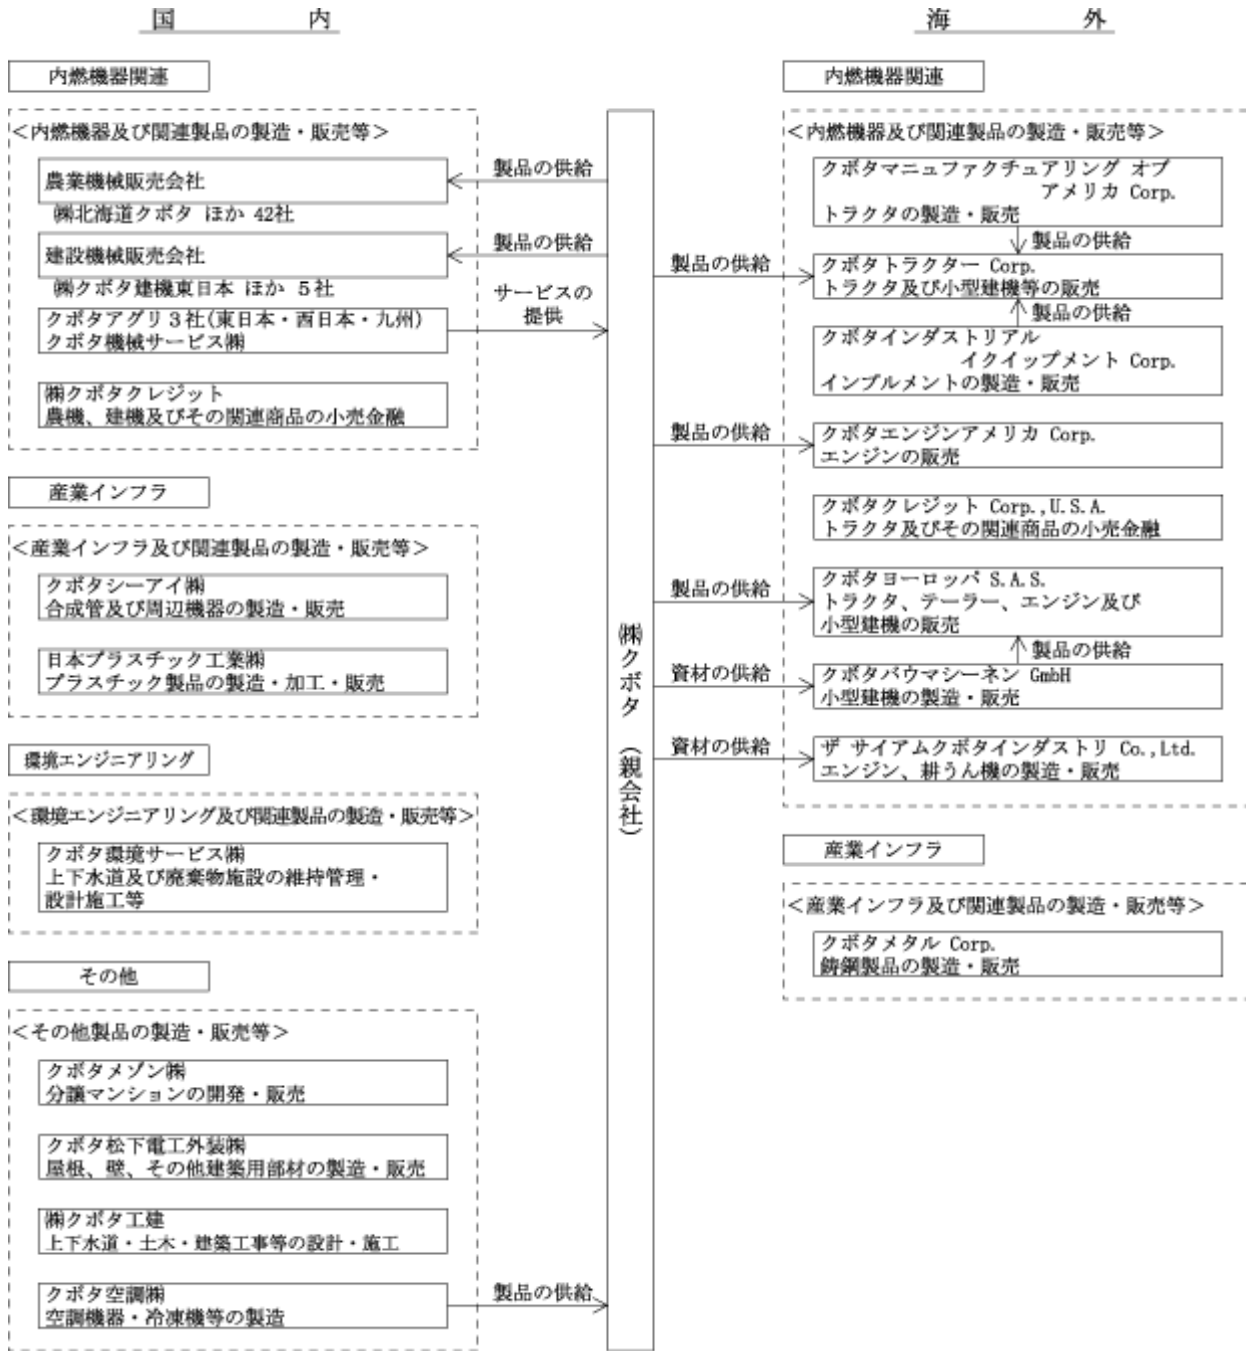 国内
内燃機器関連
＜内燃機器及び関連製品の製造・販売等＞
農業機械販売会社
㈱北海道クボタ ほか 42社
建設機械販売会社
㈱クボタ建機東日本 ほか 5社
クボタアグリ３社(東日本・西日本・九州)
クボタ機械サービス㈱
㈱クボタクレジット
農機、建機及びその関連商品の小売金融
産業インフラ
＜産業インフラ及び関連製品の製造・販売等＞
クボタシーアイ㈱
合成管及び周辺機器の製造・販売
日本プラスチック工業㈱
プラスチック製品の製造・加工・販売
環境エンジニアリング
＜環境エンジニアリング及び関連製品の製造・販売等＞
クボタ環境サービス㈱
上下水道及び廃棄物施設の維持管理・
設計施工等
その他
＜その他製品の製造・販売等＞
クボタメゾン㈱
分譲マンションの開発・販売
クボタ松下電工外装㈱
屋根、壁、その他建築用部材の製造・販売
㈱クボタ工建
上下水道・土木・建築工事等の設計・施工
クボタ空調㈱
空調機器・冷凍機等の製造
製品の供給
製品の供給
サービスの
提供
製品の供給
㈱クボタ（親会社）
製品の供給
製品の供給
製品の供給
資材の供給
資材の供給
海外
内燃機器関連
＜内燃機器及び関連製品の製造・販売等＞
クボタマニュファクチュアリング オブ
アメリカ Corp.
トラクタの製造・販売
製品の供給
クボタトラクター Corp.
トラクタ及び小型建機等の販売
製品の供給
クボタインダストリアル
イクイップメント Corp.
インプルメントの製造・販売
クボタエンジンアメリカ Corp.
エンジンの販売
クボタクレジット Corp.,U.S.A.
トラクタ及びその関連商品の小売金融
クボタヨーロッパ S.A.S.
トラクタ、テーラー、エンジン及び
小型建機の販売
製品の供給
クボタバウマシーネン GmbH
小型建機の製造・販売
ザ サイアムクボタインダストリ Co.,Ltd.
エンジン、耕うん機の製造・販売
産業インフラ
＜産業インフラ及び関連製品の製造・販売等＞
クボタメタル Corp.
鋳鋼製品の製造・販売